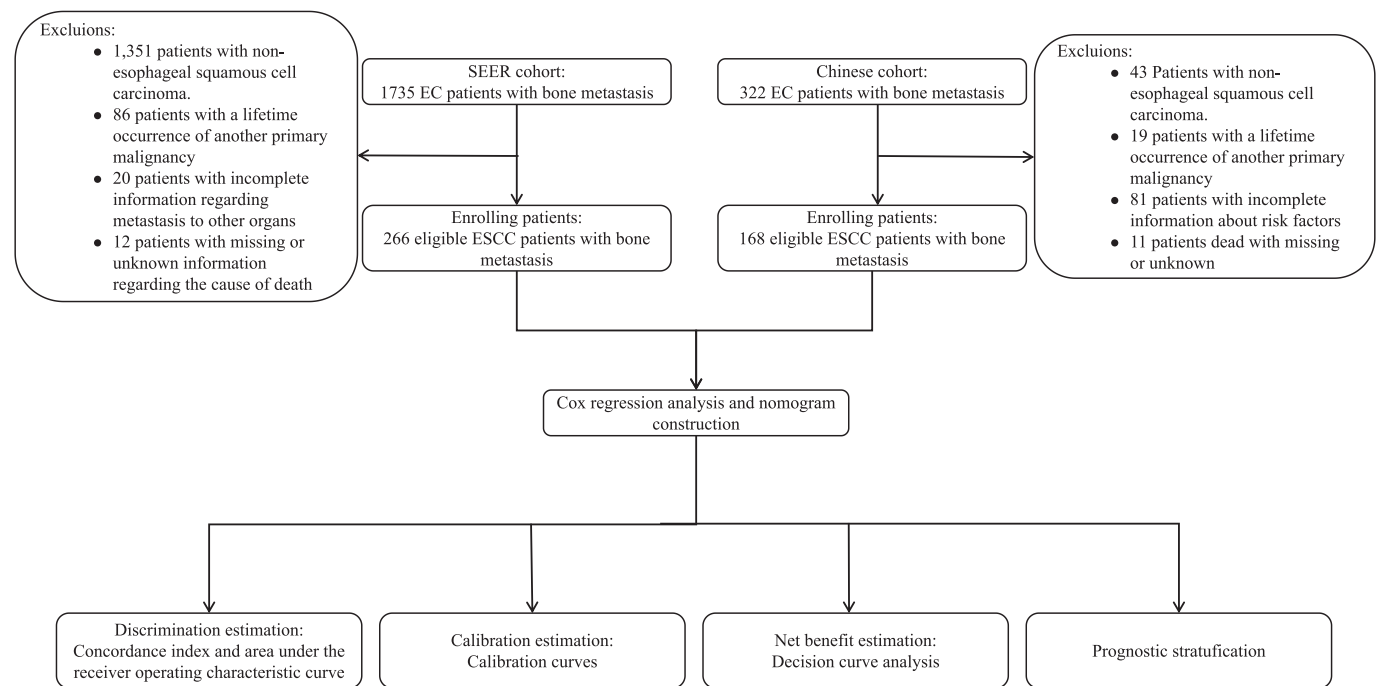 Excluions:
● 1,351 patients with non-
esophageal squamous cell
carcinoma.
● 86 patients with a lifetime
occurrence of another primary
malignancy
● 20 patients with incomplete
information regarding
metastasis to other organs
● 12 patients with missing or
unknown information
regarding the cause of death
SEER cohort:
1735 EC patients with bone metastasis
Chinese cohort:
322 EC patients with bone metastasis
Excluions:
● 43 Patients with non-
esophageal squamous cell
carcinoma.
● 19 patients with a lifetime
occurrence of another primary
malignancy
● 81 patients with incomplete
information about risk factors
● 11 patients dead with missing
or unknown
Enrolling patients:
266 eligible ESCC patients with bone
metastasis
Enrolling patients:
168 eligible ESCC patients with bone
metastasis
Cox regression analysis and nomogram
construction
Discrimination estimation:
Concordance index and area under the
receiver operating characteristic curve
Calibration estimation:
Calibration curves
Net benefit estimation:
Decision curve analysis
Prognostic stratufication